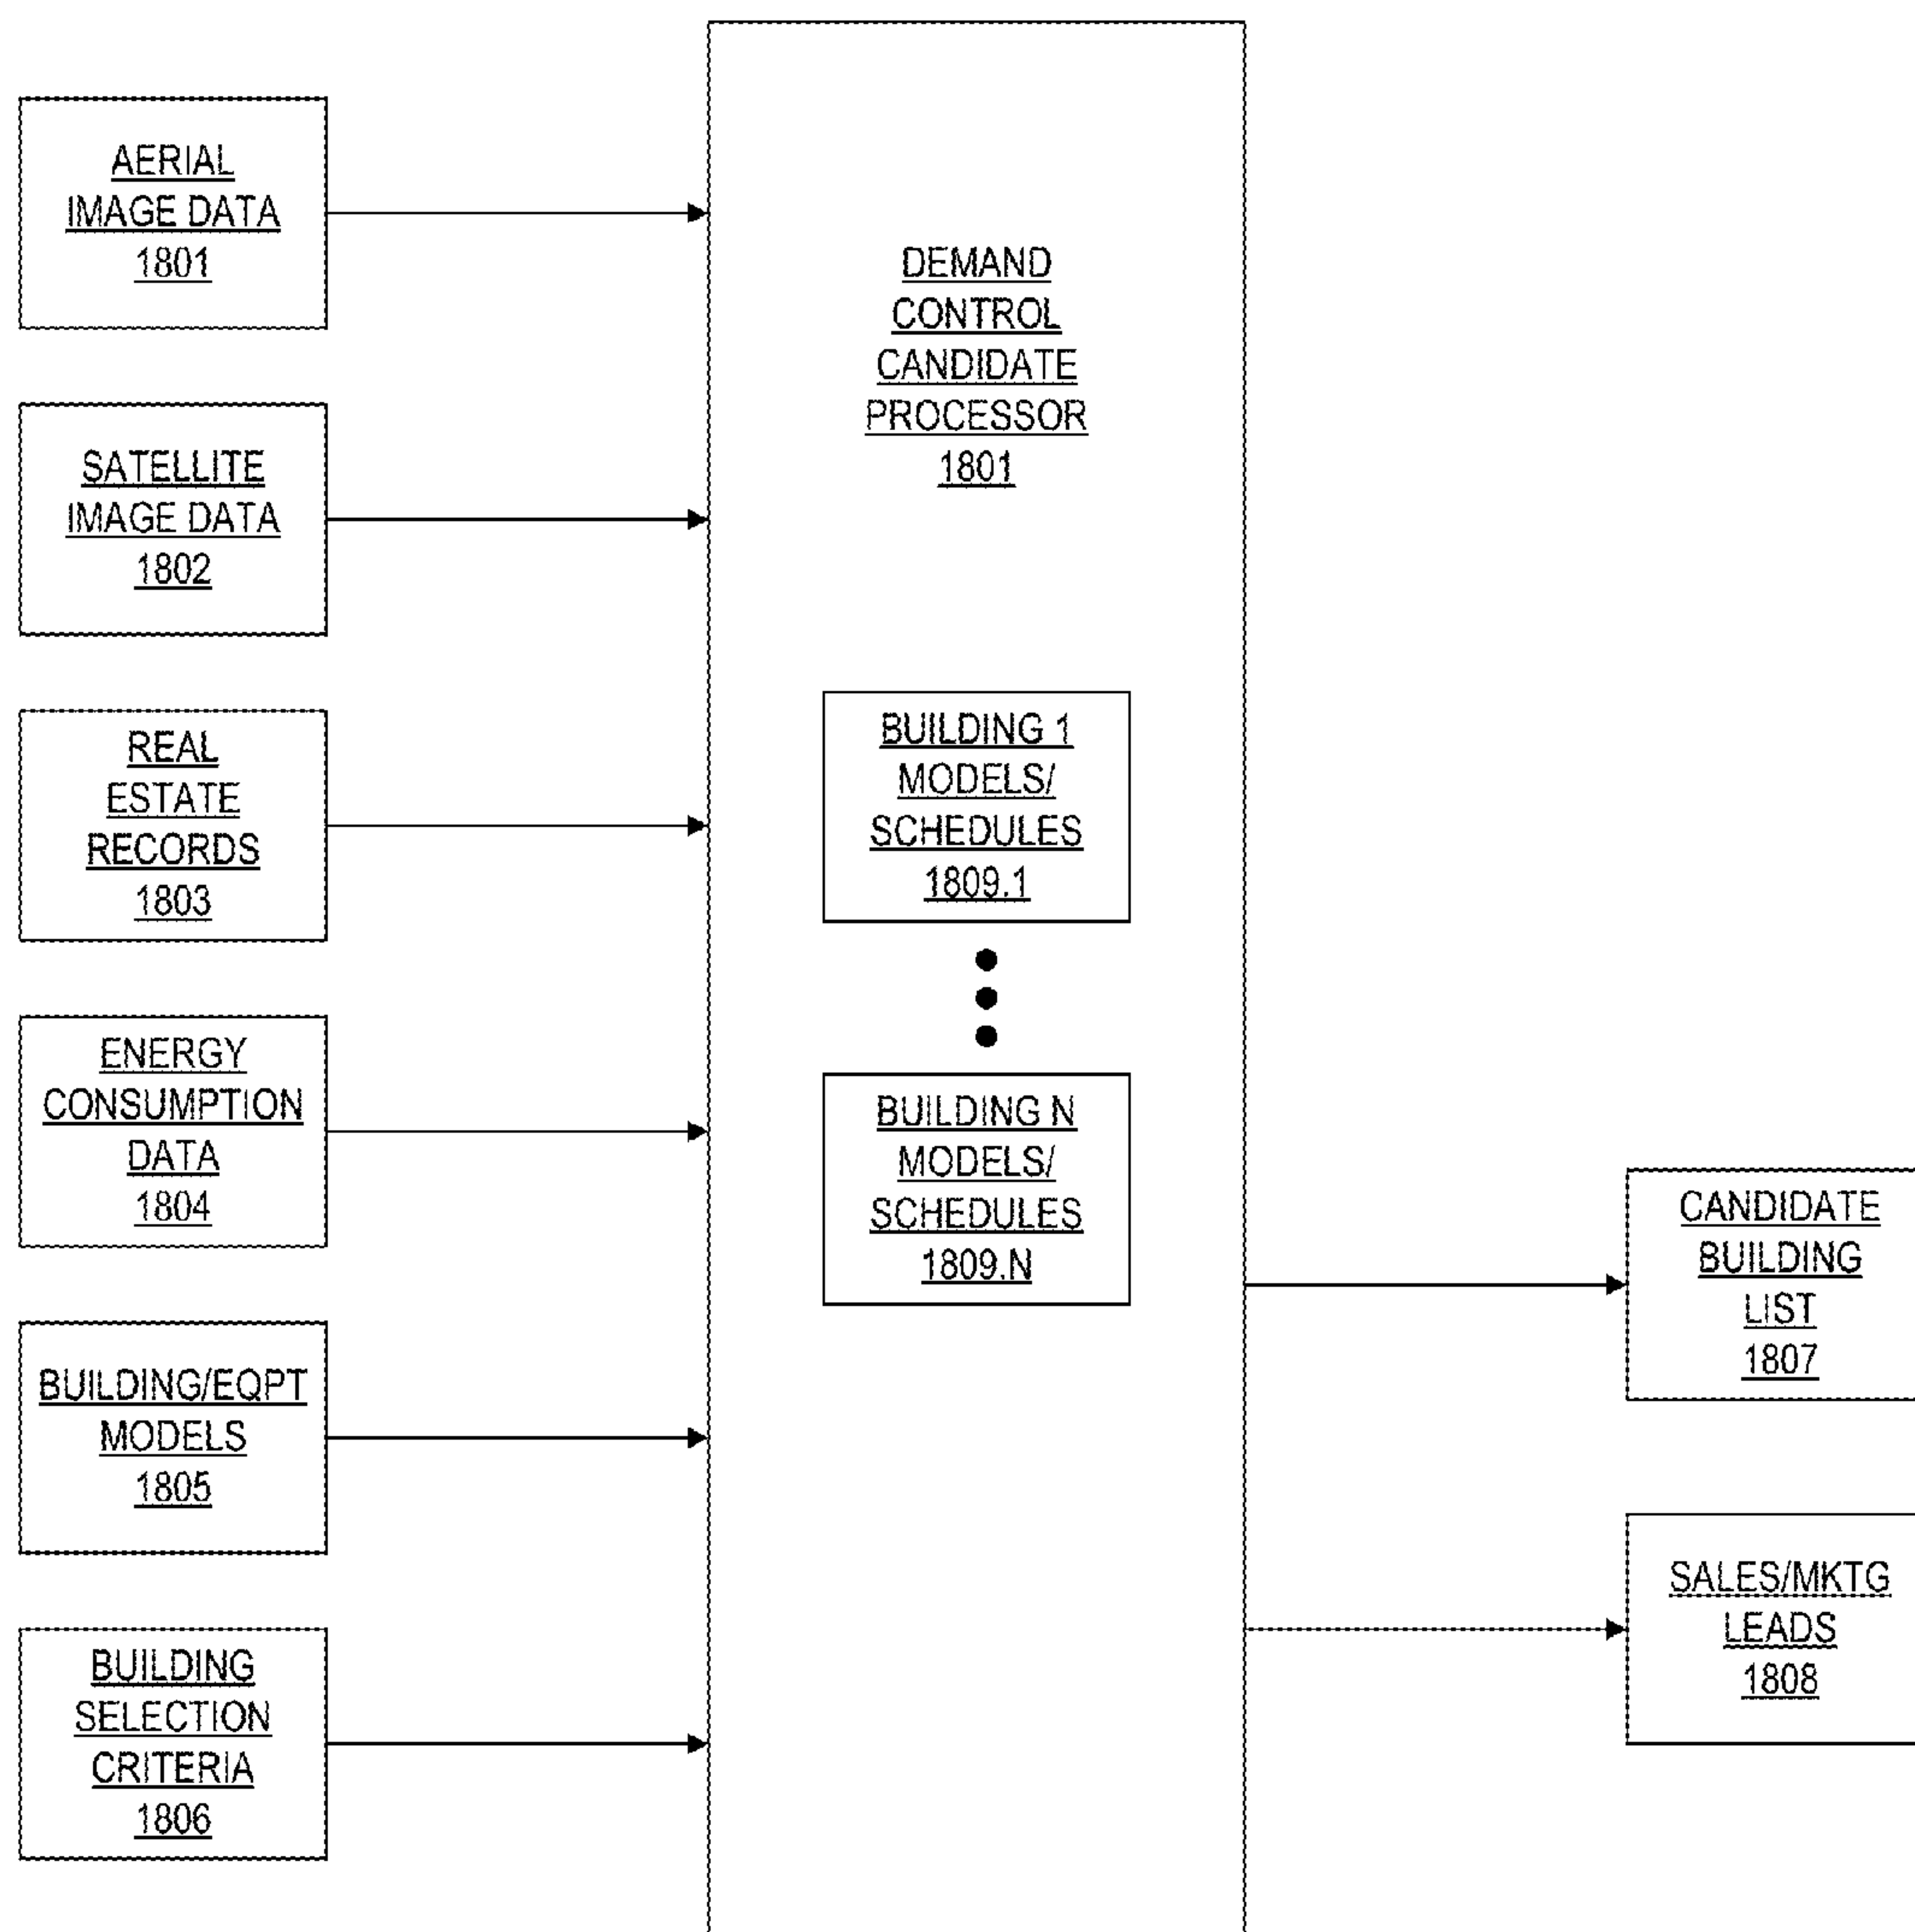 AERIAL
IMAGE DATA
1801
SATELLITE
IMAGE DATA
1802
REAL
ESTATE
RECORDS
1803
ENERGY
CONSUMPTION
DATA
1804
BUILDING/EQPT
MODELS
1805
BUILDING
SELECTION
CRITERIA
1806
DEMAND
CONTROL
CANDIDATE
PROCESSOR
1801
BUILDING 1
MODELS/
SCHEDULES
1809.1
BUILDING N
MODELS/
SCHEDULES
1809.N
CANDIDATE
BUILDING
LIST
1807
SALES/MKTG
LEADS
1808